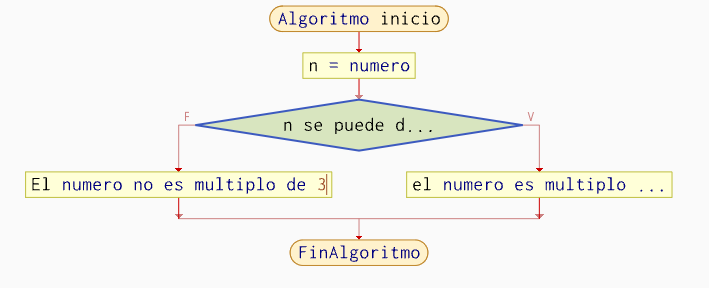 Algoritmo inicio
n = numero
n se puede d...
F
V
El numero no es multiplo de 3
el numero es multiplo ...
FinAlgoritmo